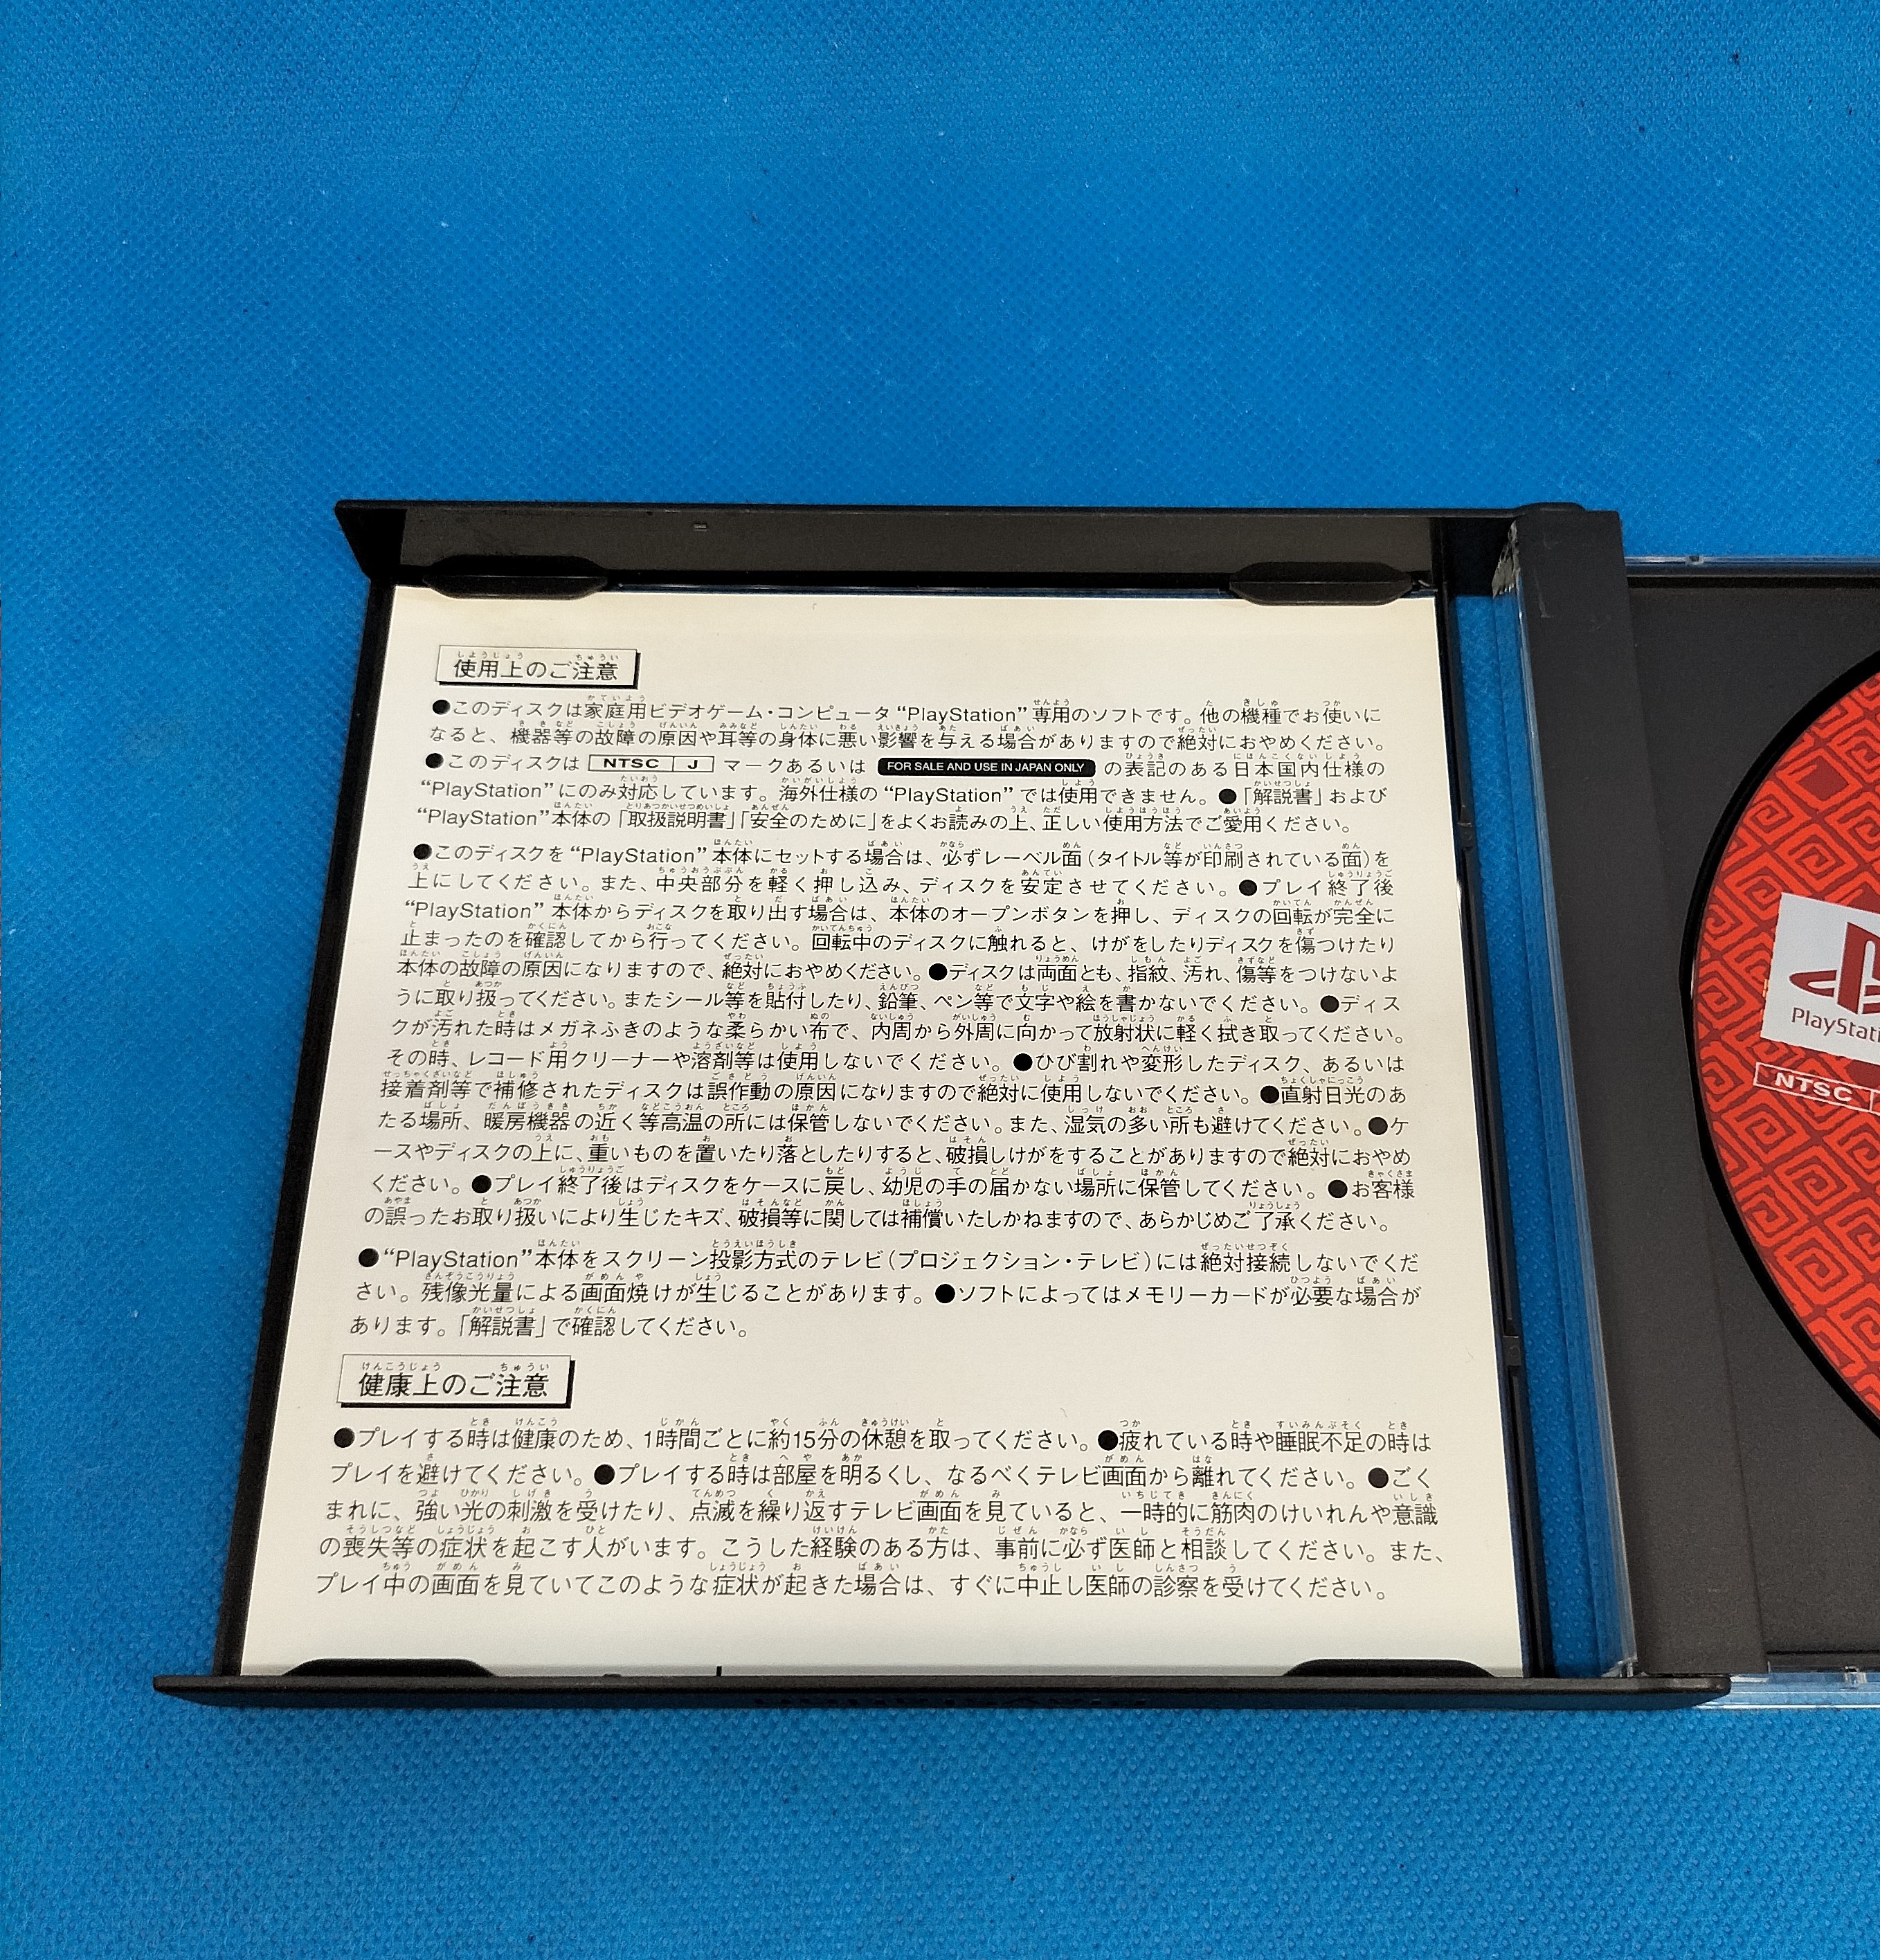 使用上のご注意
●このディスクは家庭用ビデオゲーム・コンピュータ“PlayStation”専用のソフトです。他の機種でお使いに
なると、機器等の故障の原因や耳等の身体に悪い影響を与える場合がありますので絶対におやめください。
●このディスクは NTSC J マークあるいは FOR SALE AND USE IN JAPAN ONLY の表記のある日本国内仕様の
“PlayStation”にのみ対応しています。海外仕様の“PlayStation”では使用できません。●「解説書」および
“PlayStation”本体の「取扱説明書」「安全のために」をよくお読みの上、正しい使用方法でご愛用ください。
●このディスクを“PlayStation”本体にセットする場合は、必ずレーベル面(タイトル等が印刷されている面)を
上にしてください。また、中央部分を軽く押し込み、ディスクを安定させてください。●プレイ終了後
“PlayStation”本体からディスクを取り出す場合は、本体のオープンボタンを押し、ディスクの回転が完全に
止まったのを確認してから行ってください。回転中のディスクに触れると、けがをしたりディスクを傷つけたり
本体の故障の原因になりますので、絶対におやめください。●ディスクは両面とも、指紋、汚れ、傷等をつけないよ
うに取り扱ってください。またシール等を貼付したり、鉛筆、ペン等で文字や絵を書かないでください。●ディス
クが汚れた時はメガネふきのような柔らかい布で、内周から外周に向かって放射状に軽く拭き取ってください。
その時、レコード用クリーナーや溶剤等は使用しないでください。●ひび割れや変形したディスク、あるいは
接着剤等で補修されたディスクは誤作動の原因になりますので絶対に使用しないでください。●直射日光のあ
たる場所、暖房機器の近く等高温の所には保管しないでください。また、湿気の多い所も避けてください。●ケ
ースやディスクの上に、重いものを置いたり落としたりすると、破損しけがをすることがありますので絶対におやめ
ください。●プレイ終了後はディスクをケースに戻し、幼児の手の届かない場所に保管してください。●お客様
の誤ったお取り扱いにより生じたキズ、破損等に関しては補償いたしかねますので、あらかじめご了承ください。
●“PlayStation”本体をスクリーン投影方式のテレビ(プロジェクション・テレビ)には絶対接続しないでくだ
さい。残像光量による画面焼けが生じることがあります。●ソフトによってはメモリーカードが必要な場合が
あります。「解説書」で確認してください。
健康上のご注意
●プレイする時は健康のため、1時間ごとに約15分の休憩を取ってください。●疲れている時や睡眠不足の時は
プレイを避けてください。●プレイする時は部屋を明るくし、なるべくテレビ画面から離れてください。●ごく
まれに、強い光の刺激を受けたり、点滅を繰り返すテレビ画面を見ていると、一時的に筋肉のけいれんや意識
の喪失等の症状を起こす人がいます。こうした経験のある方は、事前に必ず医師と相談してください。また、
プレイ中の画面を見ていてこのような症状が起きた場合は、すぐに中止し医師の診察を受けてください。
NTSC